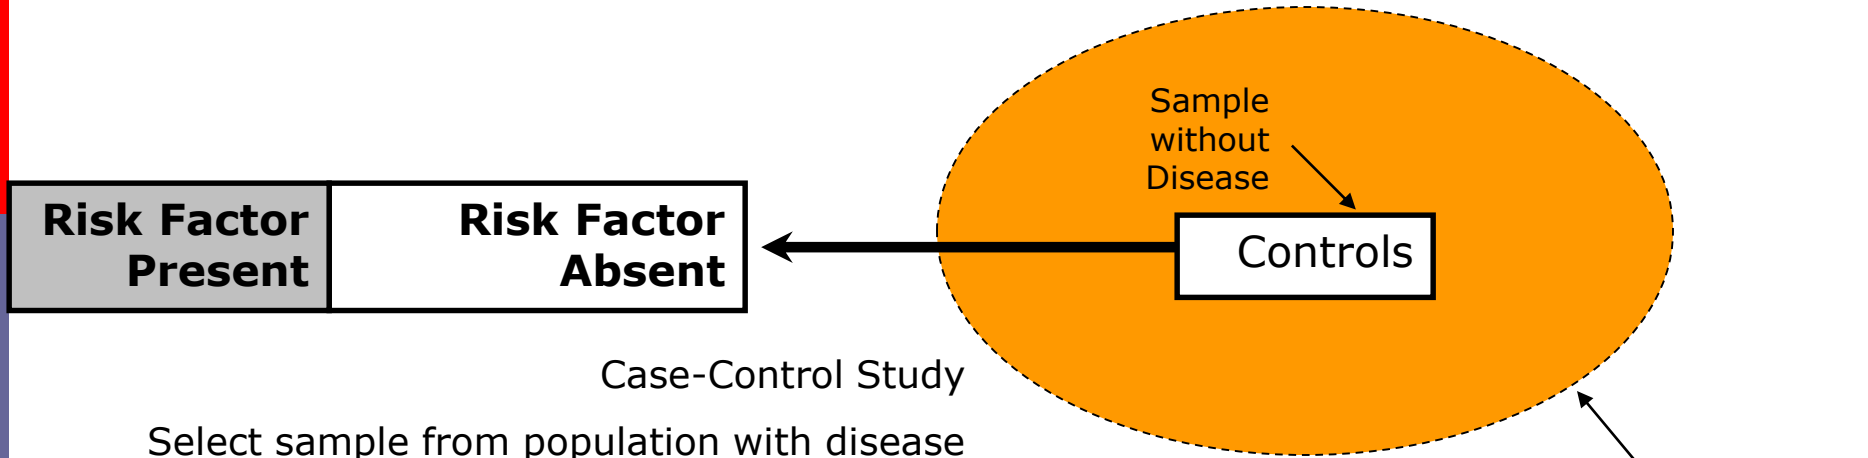 Sample
without
Disease
Risk Factor
Present
Risk Factor
Absent
Controls
Case-Control Study
Select sample from population with disease